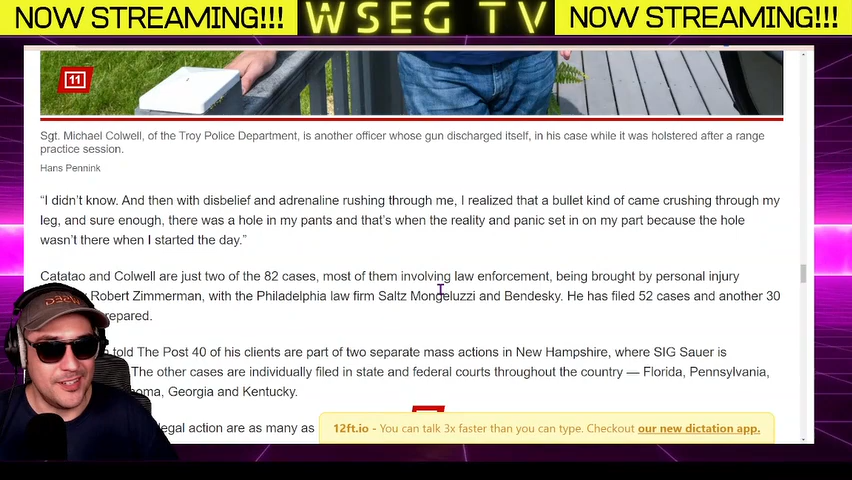 NOW STREAMING!!! WSEG TV NOW STREAMING!!!
11
Sgt. Michael Colwell, of the Troy Police Department, is another officer whose gun discharged itself, in his case while it was holstered after a range
practice session.
Hans Pennink
“I didn’t know. And then with disbelief and adrenaline rushing through me, I realized that a bullet kind of came crushing through my
leg, and sure enough, there was a hole in my pants and that’s when the reality and panic set in on my part because the hole
wasn’t there when I started the day.”
Catatao and Colwell are just two of the 82 cases, most of them involving law enforcement, being brought by personal injury
Robert Zimmerman, with the Philadelphia law firm Saltz Mongeluzzi and Bendesky. He has filed 52 cases and another 30
repared.
told The Post 40 of his clients are part of two separate mass actions in New Hampshire, where SIG Sauer is
The other cases are individually filed in state and federal courts throughout the country — Florida, Pennsylvania,
oma, Georgia and Kentucky.
egal action are as many as
12ft.io - You can talk 3x faster than you can type. Checkout our new dictation app.
WSEG